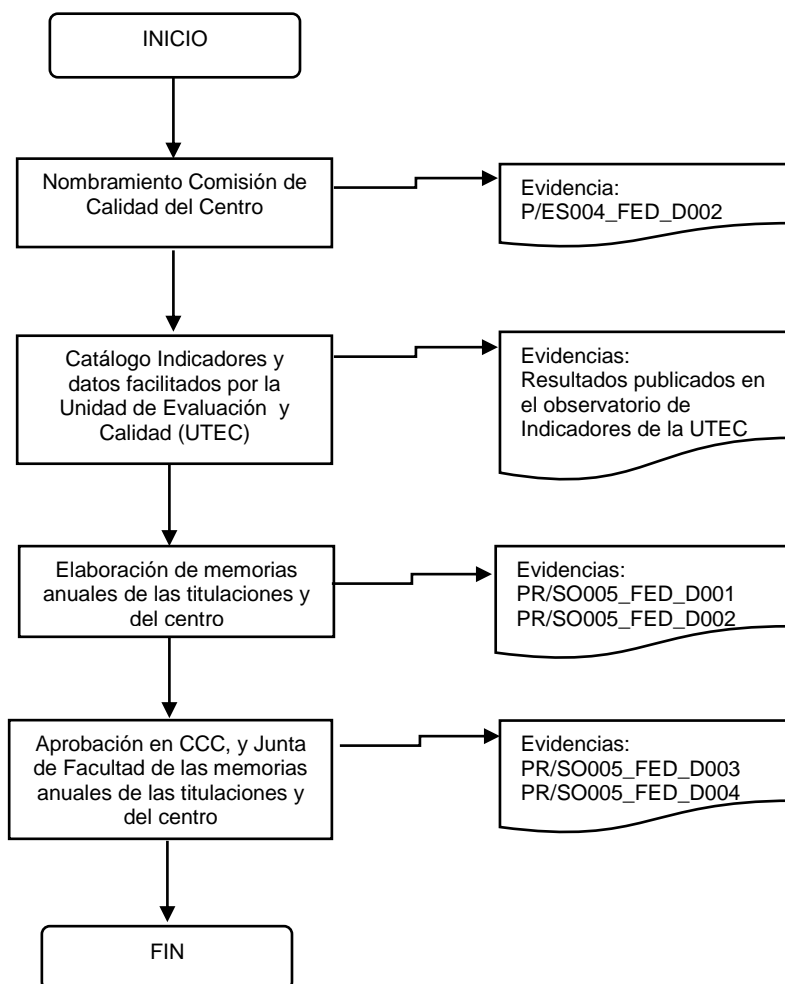 INICIO
Nombramiento Comisión de
Calidad del Centro
Evidencia:
P/ES004_FED_D002
Catálogo Indicadores y
datos facilitados por la
Unidad de Evaluación y
Calidad (UTEC)
Evidencias:
Resultados publicados en
el observatorio de
Indicadores de la UTEC
Elaboración de memorias
anuales de las titulaciones y
del centro
Evidencias:
PR/SO005_FED_D001
PR/SO005_FED_D002
Aprobación en CCC, y Junta
de Facultad de las memorias
anuales de las titulaciones y
del centro
Evidencias:
PR/SO005_FED_D003
PR/SO005_FED_D004
FIN